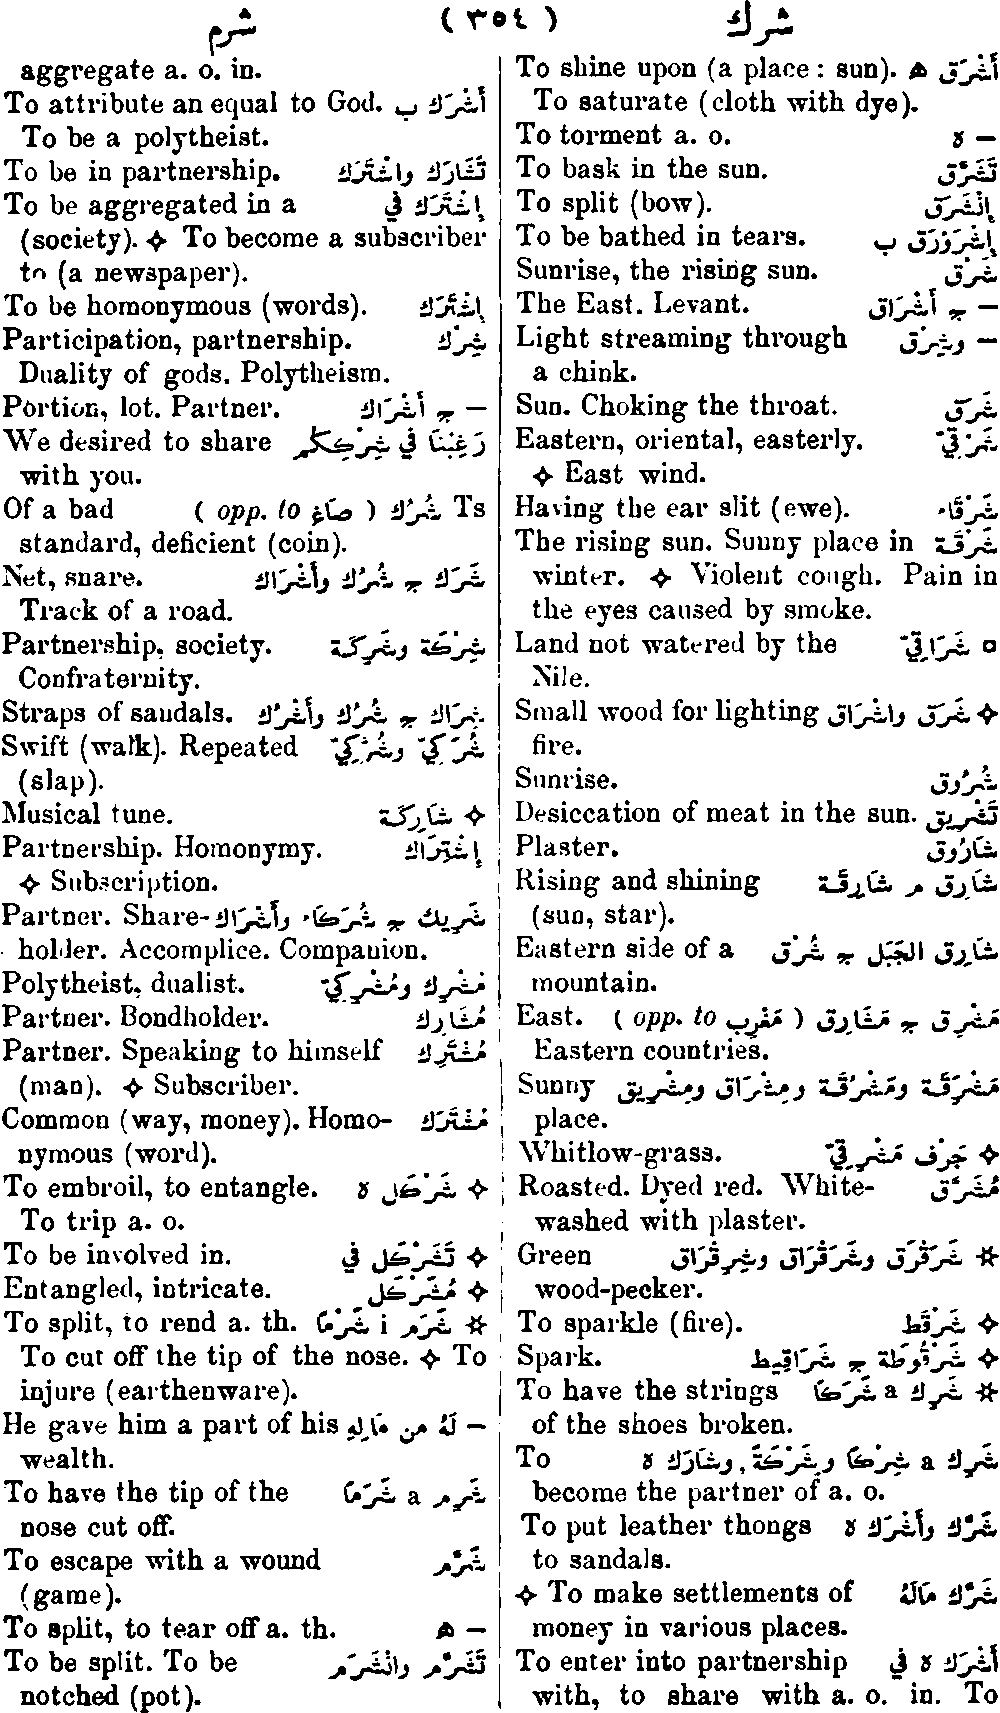 شرك ( ٣٥٤ ) شرم
To shine upon (a place : sun). أَشْرَق ه
To saturate (cloth with dye).
To torment a. o. — ه
To bask in the sun. تَشَرَّق
To split (bow). إِنْشَرَق
To be bathed in tears. إِشْرَوْرَق ب
Sunrise, the rising sun. شَرْق
The East. Levant. — ج أَشْرَاق
Light streaming through — وشِرْق
a chink.
Sun. Choking the throat. شَرَق
Eastern, oriental, easterly. شَرْقِيّ
✧ East wind.
Having the ear slit (ewe). شَرْقَاء
The rising sun. Sunny place in شَرْقَة
winter. ✧ Violent cough. Pain in
the eyes caused by smoke.
Land not watered by the □ شَرَاقِيّ
Nile.
Small wood for lighting ✧ شَرَق واشْرَاق
fire.
Sunrise. شُرُوق
Desiccation of meat in the sun. تَشْرِيق
Plaster. شَارُوق
Rising and shining شَارِق م شَارِقَة
(sun, star).
Eastern side of a شَارِق الجَبَل ج شُرْق
mountain.
East. ( opp. to مَغْرِب ) مَشْرِق ج مَشَارِق
Eastern countries.
Sunny مَشْرَقَة ومَشْرُقَة ومِشْرَاق ومِشْرِيق
place.
Whitlow-grass. ✧ حَرْف مَشْرِقِيّ
Roasted. Dyed red. White- مُشَرَّق
washed with plaster.
Green ☼ شَرَقْرَق وشَرَقْرَاق وشِرِقْرَاق
wood-pecker.
To sparkle (fire). ✧ شَرْقَط
Spark. ✧ شَرْقُوطَة ج شَرَاقِيط
To have the strings ☼ شَرِك a شَرَكًا
of the shoes broken.
To شَرِك a شِرْكًا وشِرْكَةً, وشَارَك ه
become the partner of a. o.
To put leather thongs شَرَّك وأَشْرَك ه
to sandals.
✧ To make settlements of شَرَّك مَالَهُ
money in various places.
To enter into partnership أَشْرَك ه في
with, to share with a. o. in. To
aggregate a. o. in.
To attribute an equal to God. أَشْرَك ب
To be a polytheist.
To be in partnership. تَشَارَك واشْتَرَك
To be aggregated in a إِشْتَرَك في
(society). ✧ To become a subscriber
to (a newspaper).
To be homonymous (words). إِشْتَرَك
Participation, partnership. شِرْك
Duality of gods. Polytheism.
Portion, lot. Partner. — ج أَشْرَاك
We desired to share رَغِبْنَا في شِرْكِكُم
with you.
Of a bad ( opp. to صَاغ ) شُرُك Ts
standard, deficient (coin).
Net, snare. شَرَك ج شُرُك وأَشْرَاك
Track of a road.
Partnership, society. شِرْكَة وشَرِكَة
Confraternity.
Straps of sandals. شِرَاك ج شُرُك وأَشْرُك
Swift (walk). Repeated شُرَكِيّ وشُرَّكِيّ
(slap).
Musical tune. ✧ شَارِكَة
Partnership. Homonymy. إِشْتِرَاك
✧ Subscription.
Partner. Share- شَرِيك ج شُرَكَاء وأَشْرَاك
holder. Accomplice. Companion.
Polytheist, dualist. مُشْرِك ومُشْرِكِيّ
Partner. Bondholder. مُشَارِك
Partner. Speaking to himself مُشْتَرِك
(man). ✧ Subscriber.
Common (way, money). Homo- مُشْتَرَك
nymous (word).
To embroil, to entangle. ✧ شَرْكَل ه
To trip a. o.
To be involved in. ✧ تَشَرْكَل في
Entangled, intricate. ✧ مُشَرْكَل
To split, to rend a. th. ☼ شَرَم i شَرْمًا
To cut off the tip of the nose. ✧ To
injure (earthenware).
He gave him a part of his — لَهُ من مَالِهِ
wealth.
To have the tip of the شَرِم a شَرَمًا
nose cut off.
To escape with a wound شَرَّم
(game).
To split, to tear off a. th. — ه
To be split. To be تَشَرَّم وانْشَرَم
notched (pot).